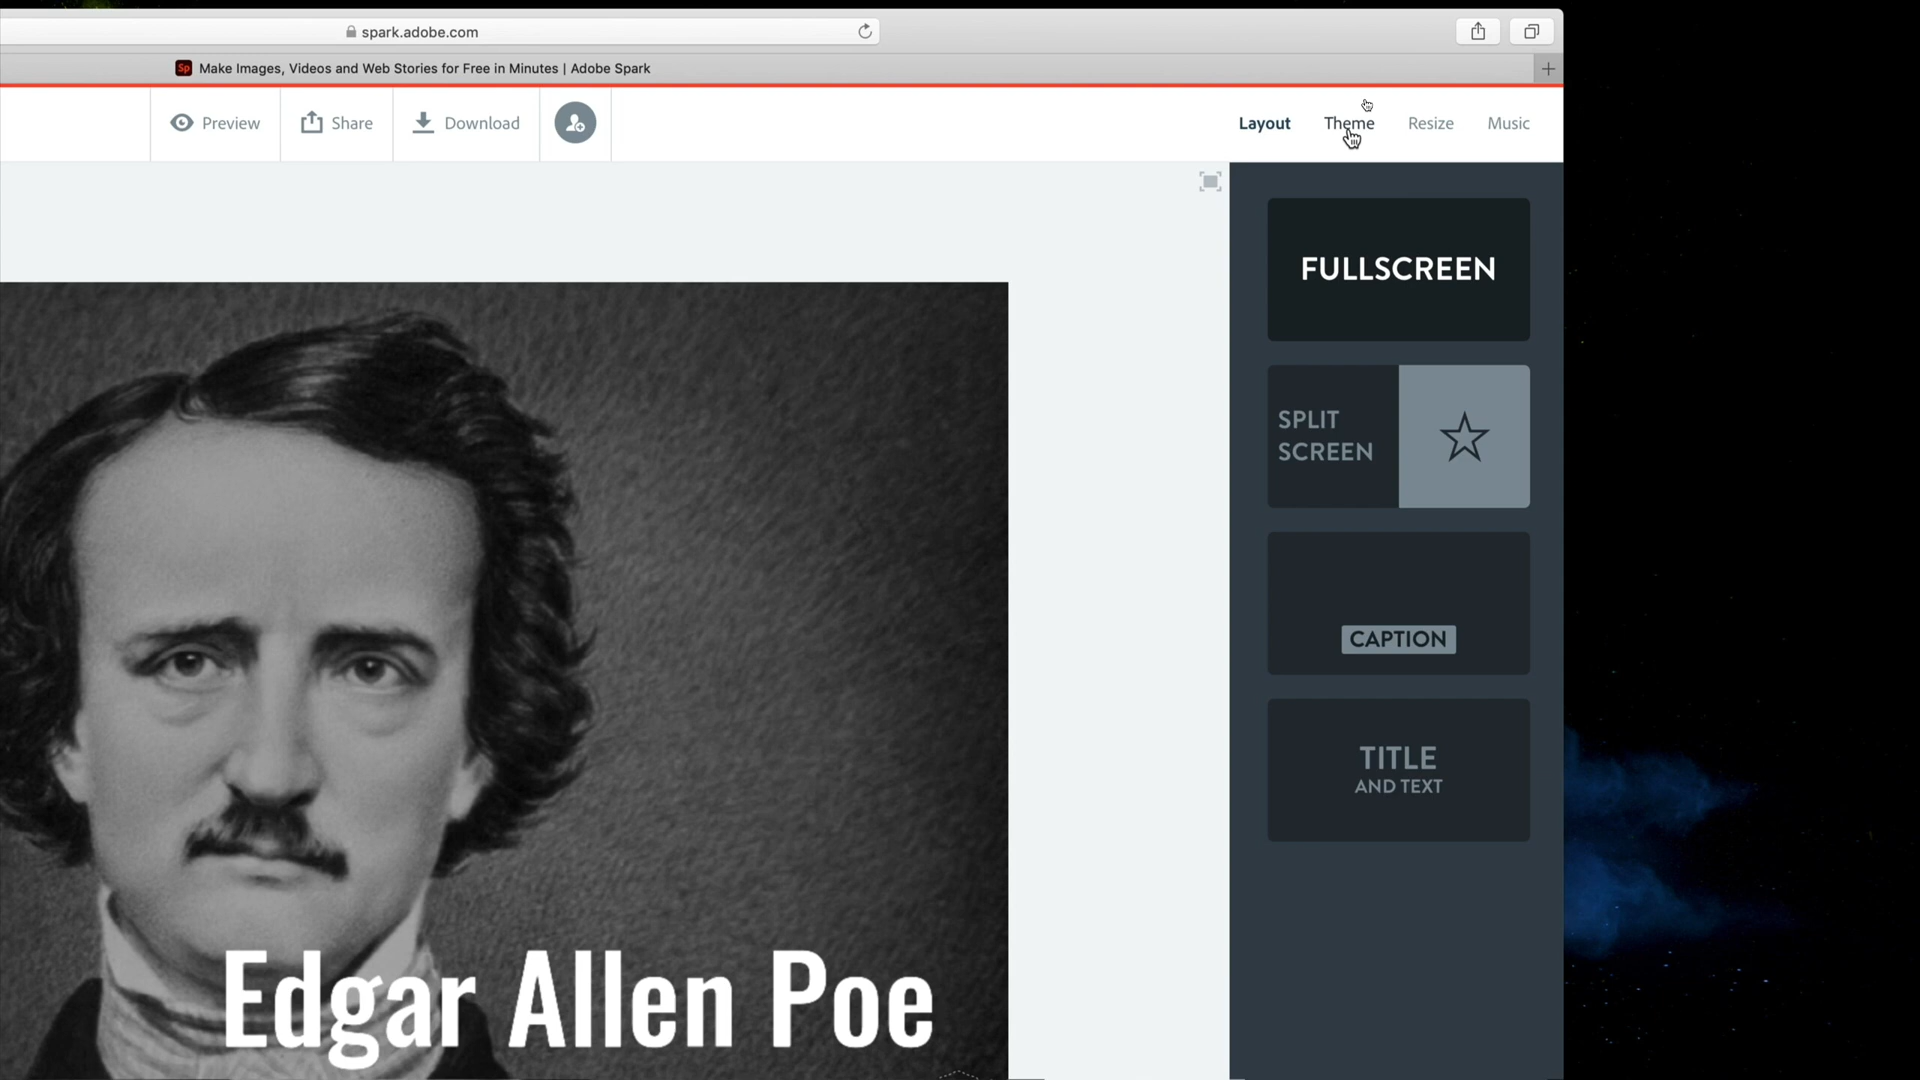 spark.adobe.com
Sp Make Images, Videos and Web Stories for Free in Minutes | Adobe Spark
Preview Share Download Layout Theme Resize Music
FULLSCREEN
SPLIT
SCREEN
CAPTION
TITLE
AND TEXT
Edgar Allen Poe